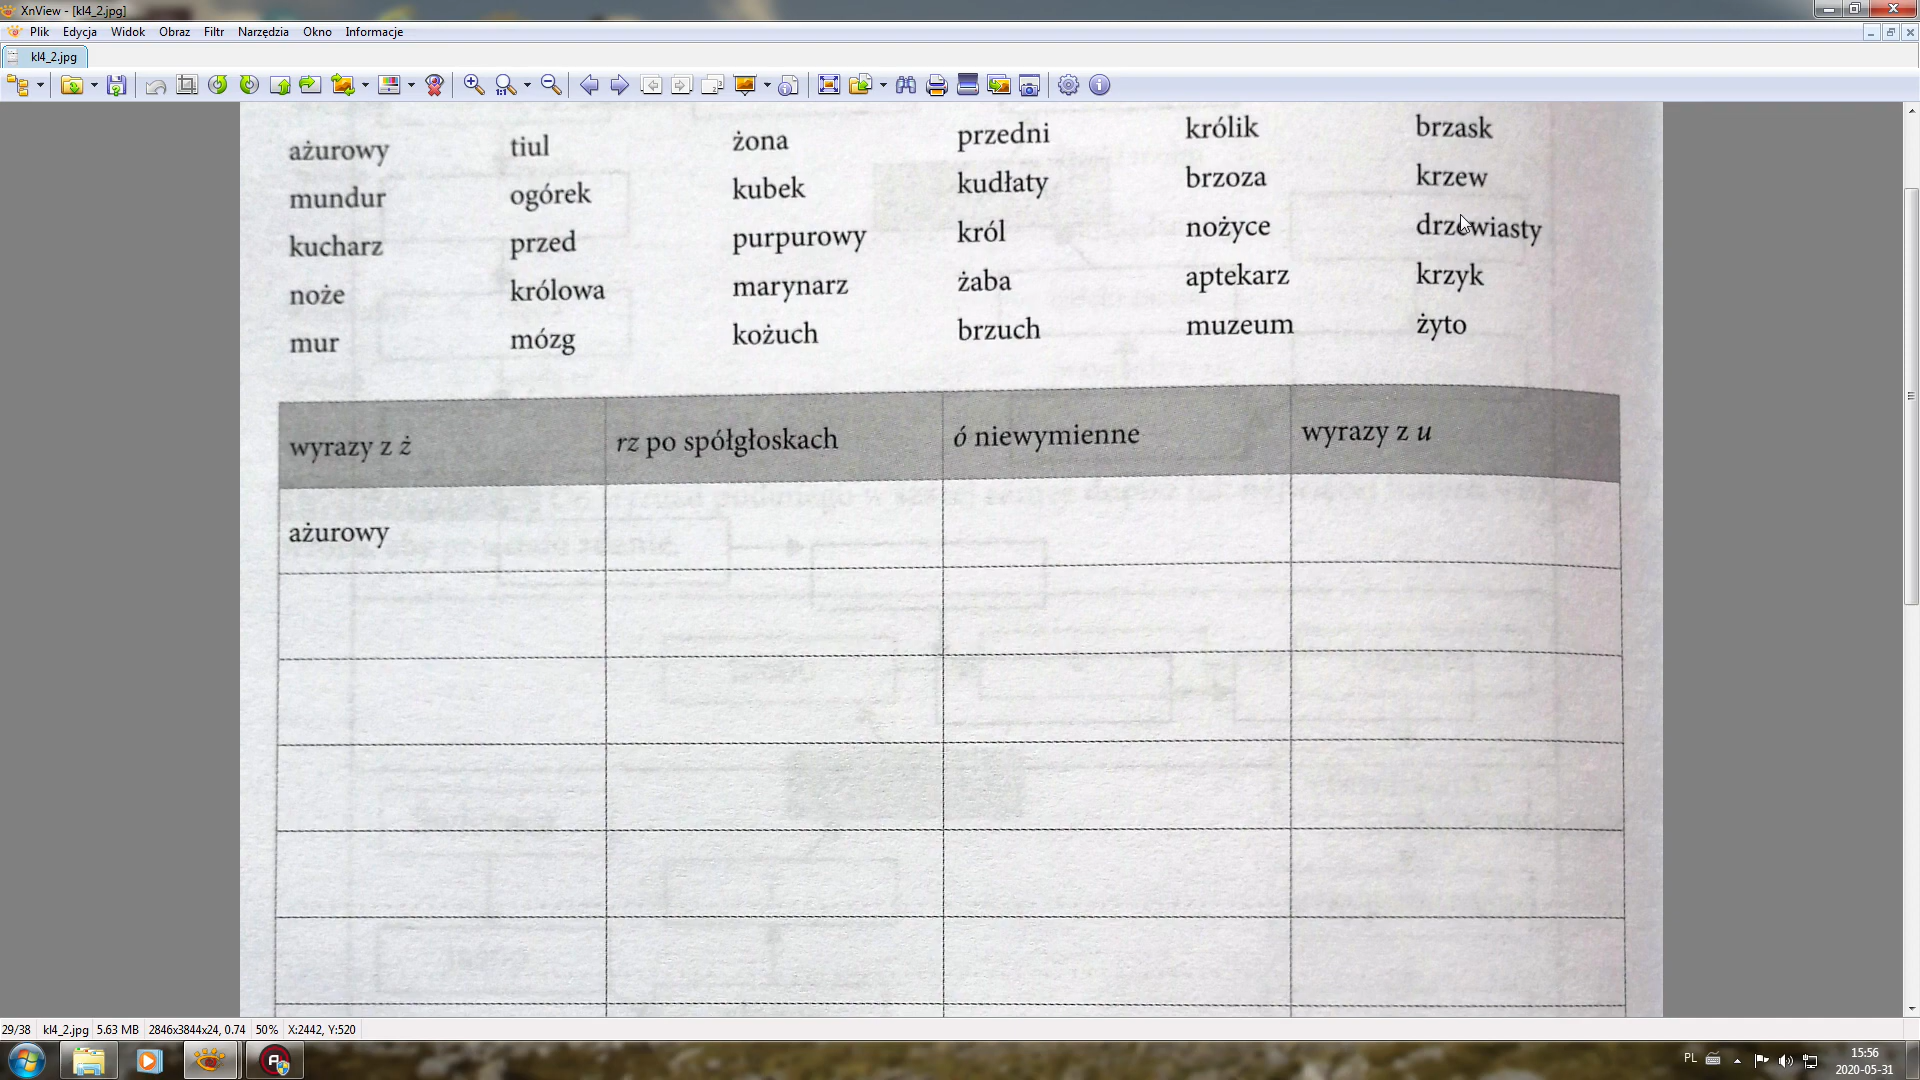 XnView - [kl4_2.jpg]
Plik Edycja Widok Obraz Filtr Narzędzia Okno Informacje
kl4_2.jpg
ażurowy tiul żona przedni królik brzask
mundur ogórek kubek kudłaty brzoza krzew
kucharz przed purpurowy król nożyce drzewiasty
noże królowa marynarz żaba aptekarz krzyk
mur mózg kożuch brzuch muzeum żyto
wyrazy z ż rz po spółgłoskach ó niewymienne wyrazy z u
ażurowy
29/38 kl4_2.jpg 5.63 MB 2846x3844x24, 0.74 50% X:2442, Y:520
PL 15:56
2020-05-31